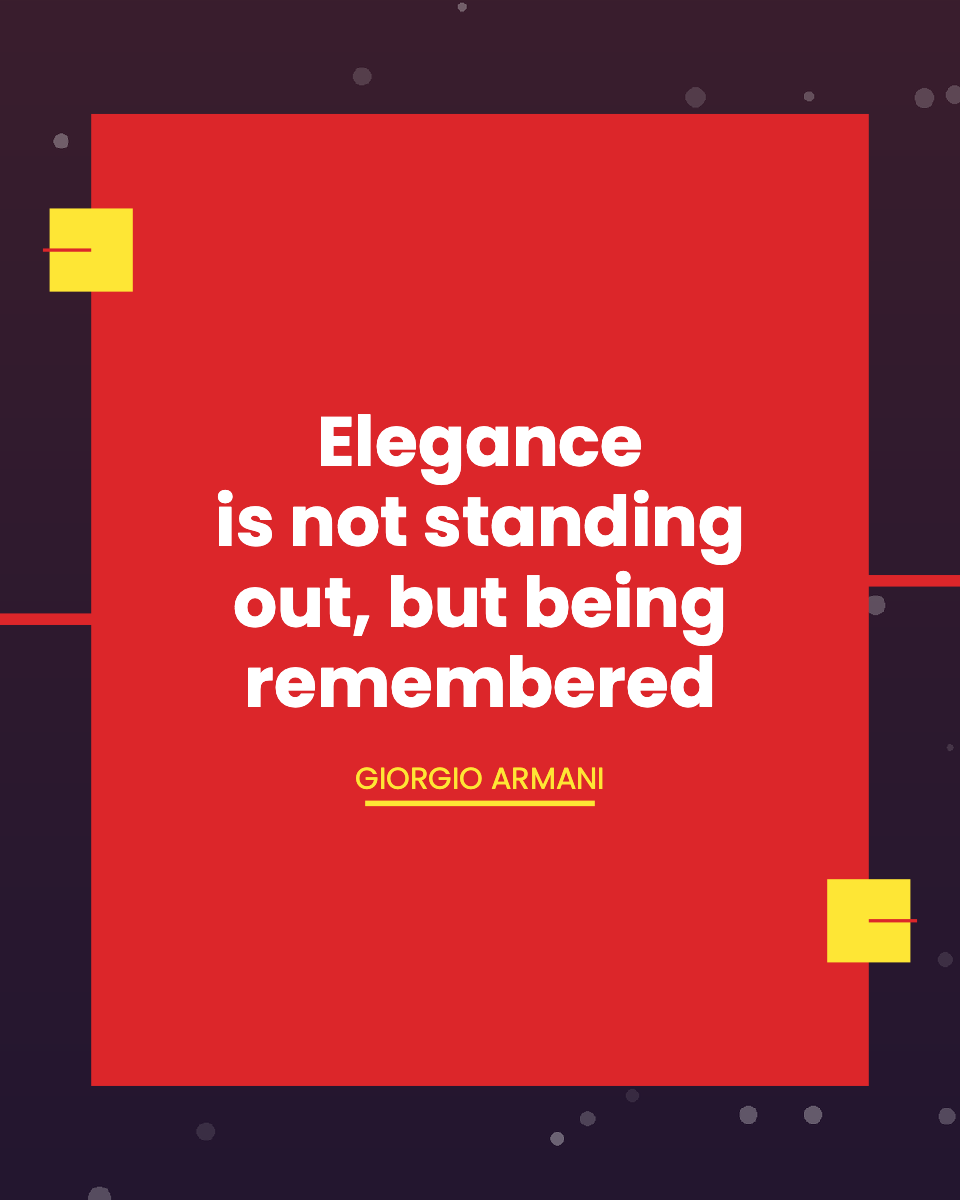 Elegance
is not standing
out, but being
remembered
GIORGIO ARMANI